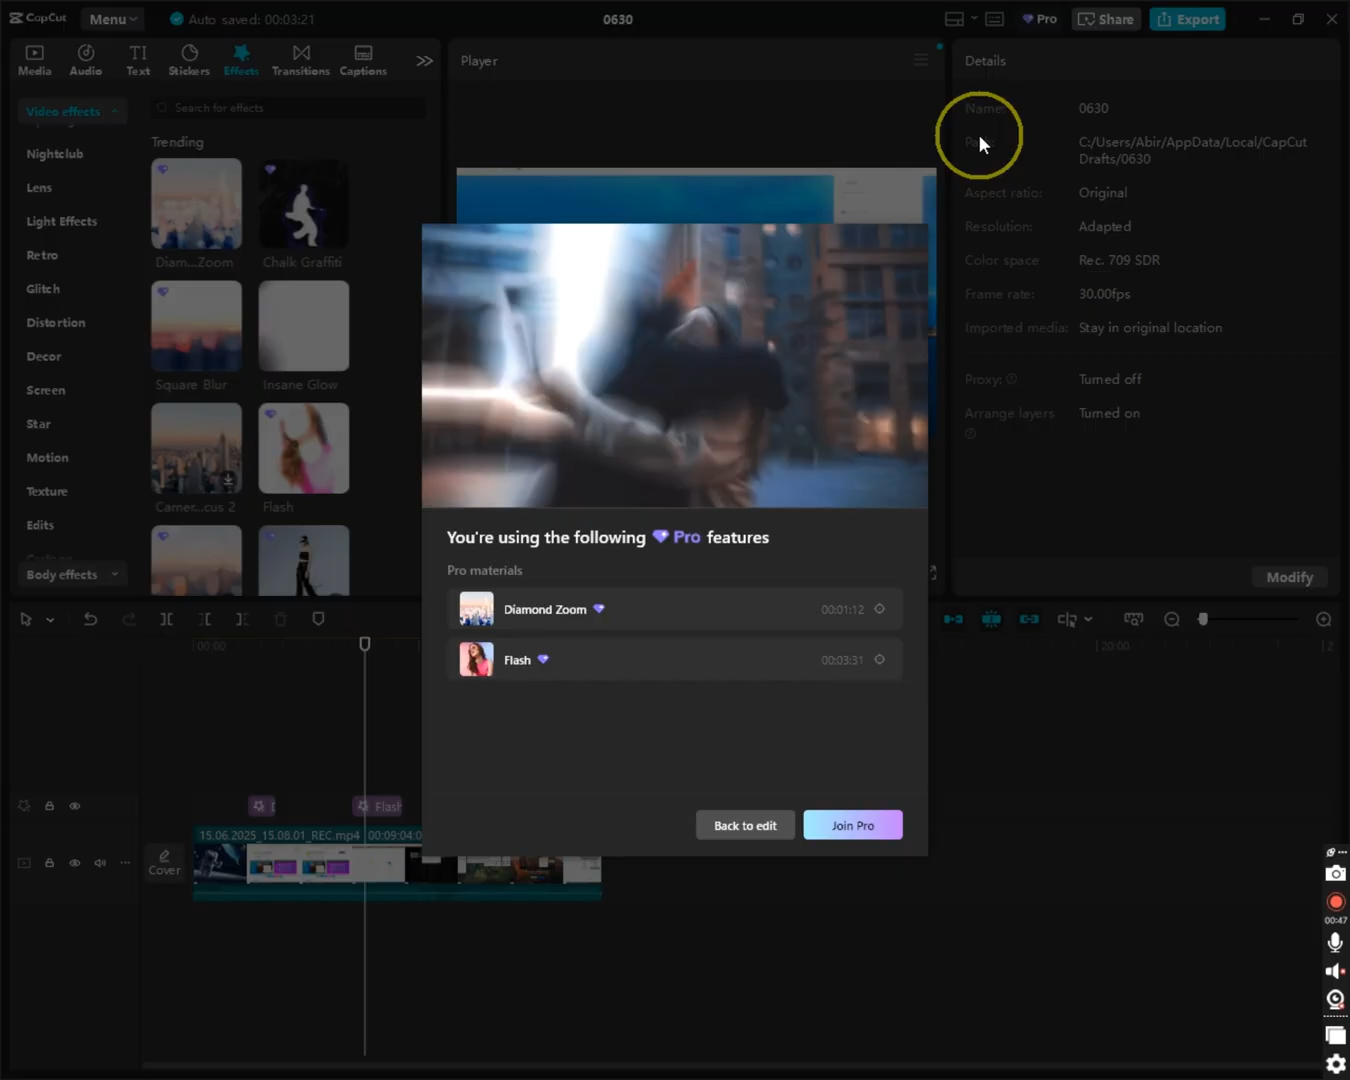 CapCut
Menu
Auto saved: 00:03:21
0630
Pro
Share
Export
Media
Audio
Text
Stickers
Effects
Transitions
Captions
Player
Details
Video effects
Search for effects
Nightclub
Lens
Light Effects
Retro
Glitch
Distortion
Decor
Screen
Star
Motion
Texture
Edits
Body effects
Trending
Diam...Zoom
Chalk Graffiti
Square Blur
Insane Glow
Camer...cus 2
Flash
Name:
0630
C:/Users/Abir/AppData/Local/CapCut
Drafts/0630
Aspect ratio:
Original
Resolution:
Adapted
Color space
Rec. 709 SDR
Frame rate:
30.00fps
Imported media:
Stay in original location
Proxy:
Turned off
Arrange layers
Turned on
Modify
You're using the following Pro features
Pro materials
Diamond Zoom
00:01:12
Flash
00:03:31
Back to edit
Join Pro
00:00
20:00
2
Flash
15.06.2025_15.08.01_REC.mp4 00:09:04:0
Cover
00:47